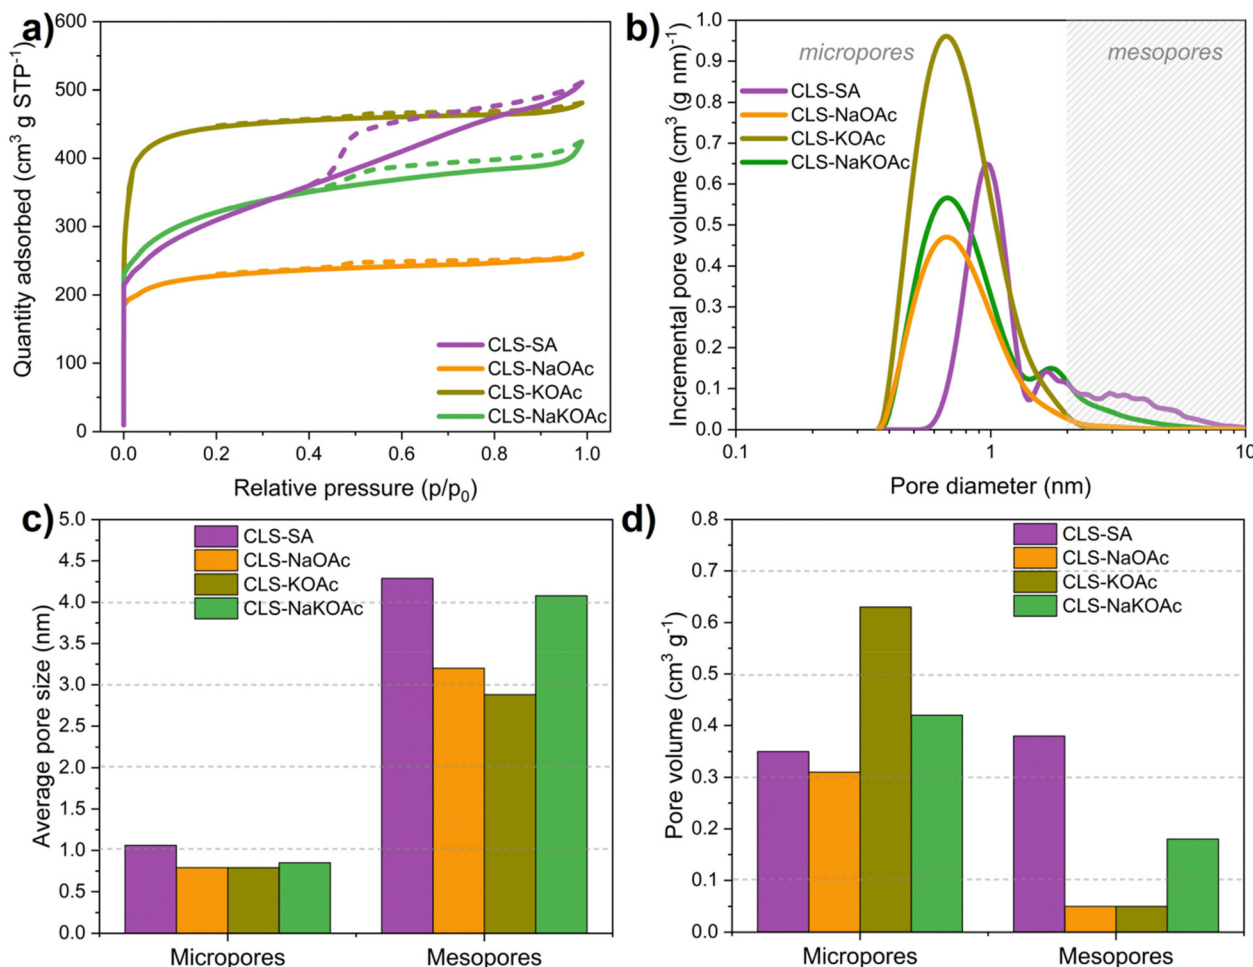 a)
600
500
400
300
200
100
0
Quantity adsorbed (cm³ g STP⁻¹)
CLS-SA
CLS-NaOAc
CLS-KOAc
CLS-NaKOAc
0.0 0.2 0.4 0.6 0.8 1.0
Relative pressure (p/p₀)
b)
1.0
0.9
0.8
0.7
0.6
0.5
0.4
0.3
0.2
0.1
0.0
Incremental pore volume (cm³ (g nm)⁻¹)
micropores mesopores
CLS-SA
CLS-NaOAc
CLS-KOAc
CLS-NaKOAc
0.1 1 10
Pore diameter (nm)
c)
5.0
4.5
4.0
3.5
3.0
2.5
2.0
1.5
1.0
0.5
0.0
Average pore size (nm)
CLS-SA
CLS-NaOAc
CLS-KOAc
CLS-NaKOAc
Micropores Mesopores
d)
0.8
0.7
0.6
0.5
0.4
0.3
0.2
0.1
0.0
Pore volume (cm³ g⁻¹)
CLS-SA
CLS-NaOAc
CLS-KOAc
CLS-NaKOAc
Micropores Mesopores